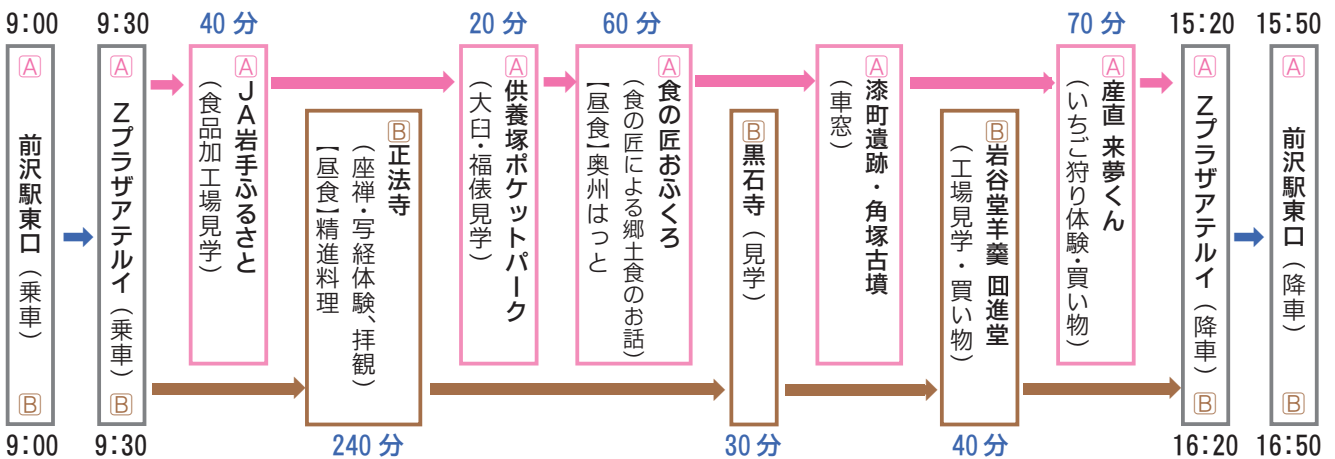 9:00
9:30
40分
20分
60分
70分
15:20
15:50
A
前沢駅東口（乗車）
B
A
Zプラザアテルイ（乗車）
B
A
JA岩手ふるさと
（食品加工場見学）
B
正法寺
（座禅・写経体験、拝観）
【昼食】精進料理
A
供養塚ポケットパーク
（大臼・福俵見学）
A
食の匠おふくろ
（食の匠による郷土食のお話）
【昼食】奥州はっと
B
黒石寺（見学）
A
漆町遺跡・角塚古墳
（車窓）
B
岩谷堂羊羹 回進堂
（工場見学・買い物）
A
産直 来夢くん
（いちご狩り体験・買い物）
A
Zプラザアテルイ（降車）
B
A
前沢駅東口（降車）
B
9:00
9:30
240分
30分
40分
16:20
16:50